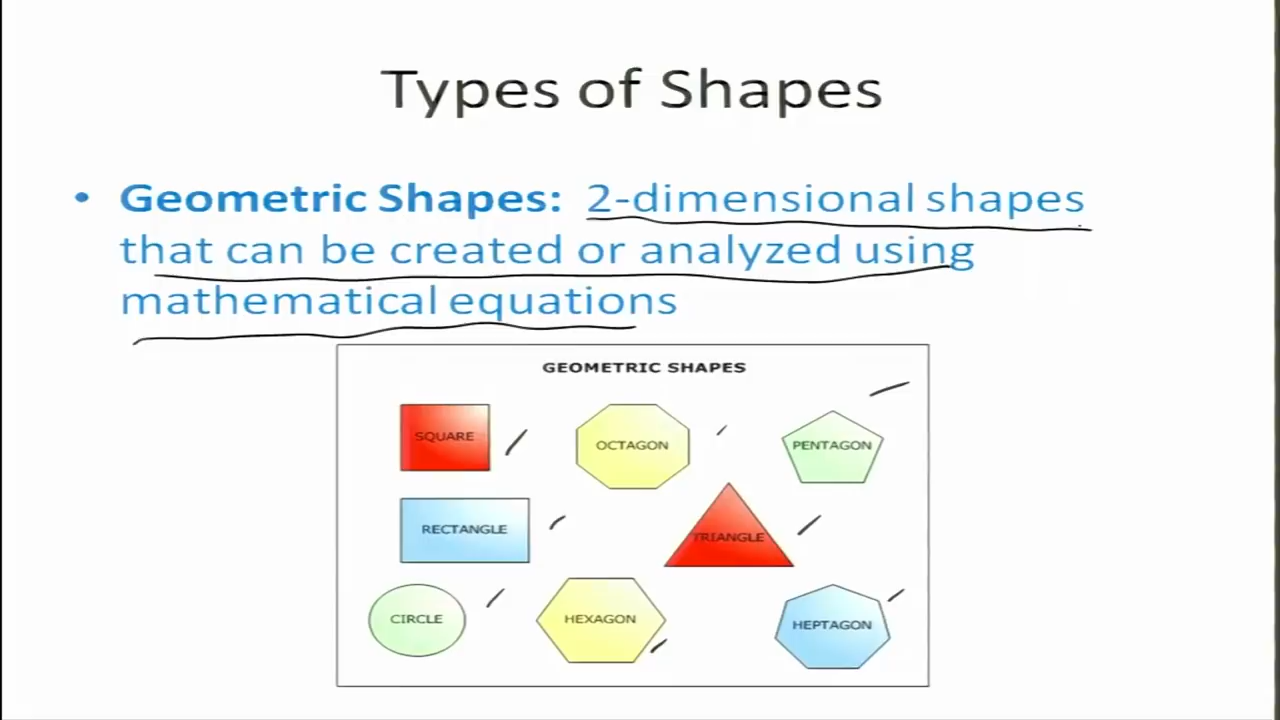 Types of Shapes
• Geometric Shapes: 2-dimensional shapes
that can be created or analyzed using
mathematical equations
GEOMETRIC SHAPES
SQUARE
OCTAGON
PENTAGON
RECTANGLE
TRIANGLE
CIRCLE
HEXAGON
HEPTAGON